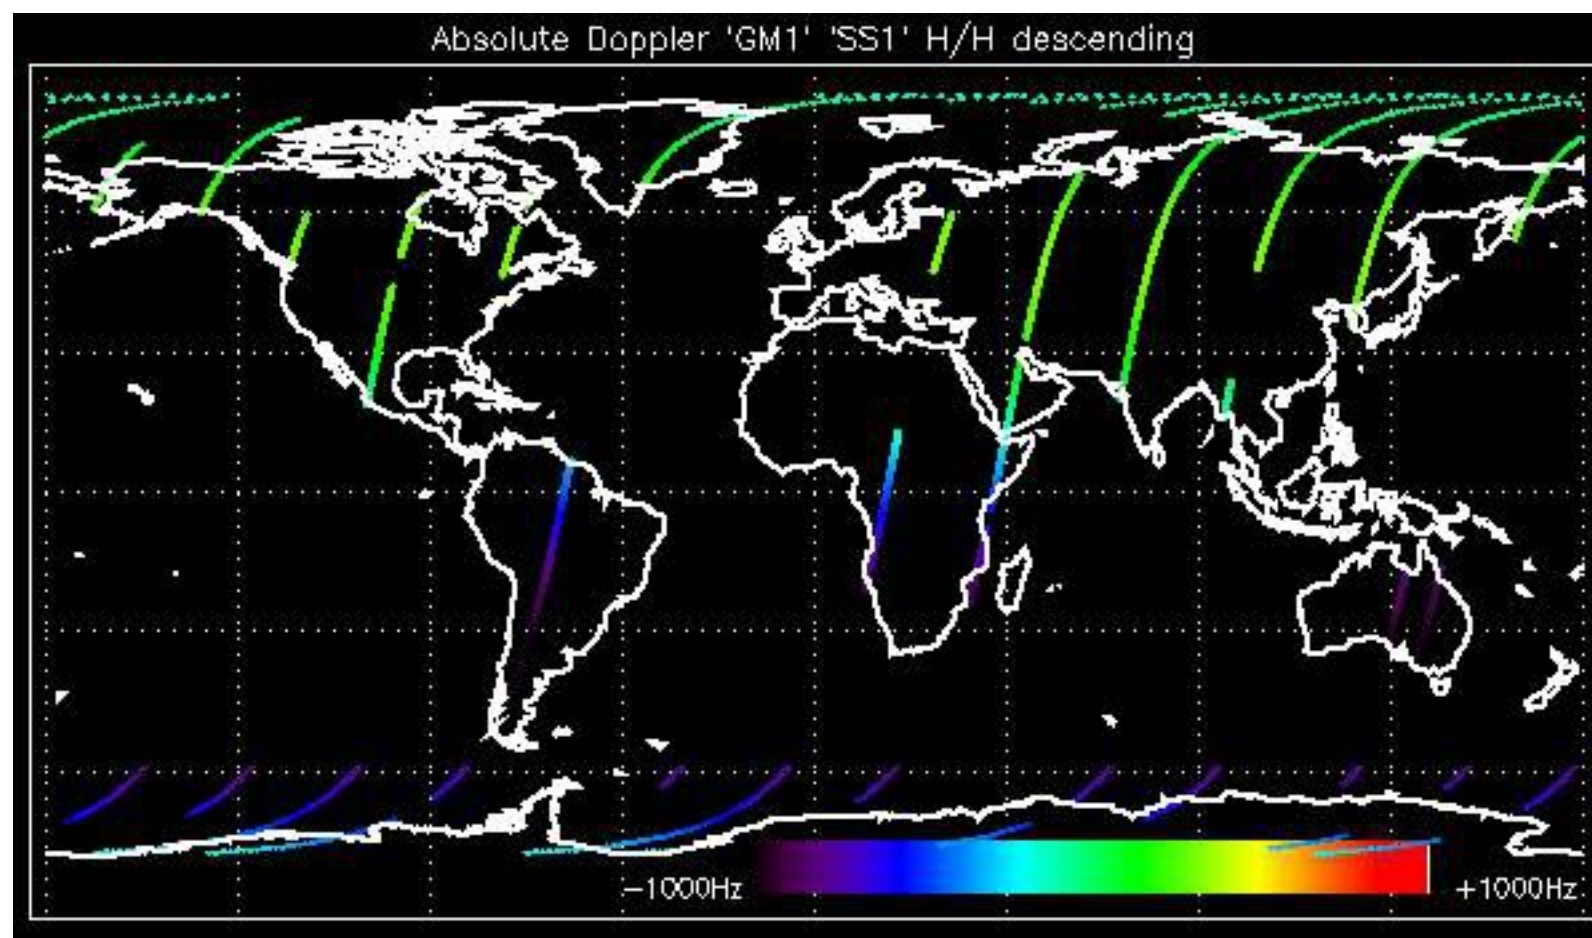 Absolute Doppler 'GM1' 'SS1' H/H descending
−1000Hz
+1000Hz